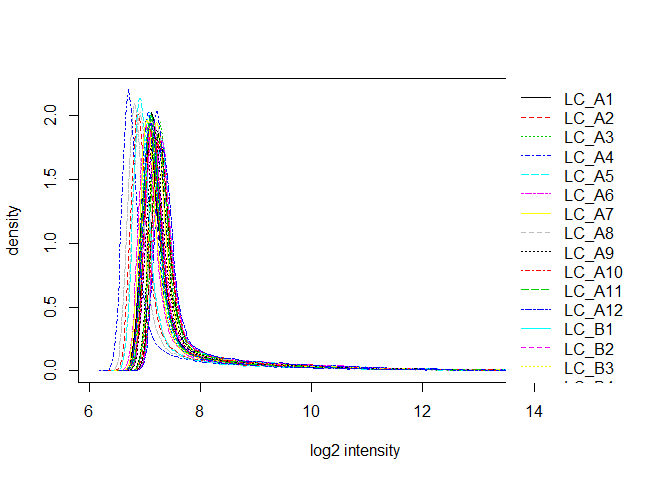 2.0
1.5
1.0
0.5
0.0
density
6 8 10 12 14
log2 intensity
LC_A1
LC_A2
LC_A3
LC_A4
LC_A5
LC_A6
LC_A7
LC_A8
LC_A9
LC_A10
LC_A11
LC_A12
LC_B1
LC_B2
LC_B3